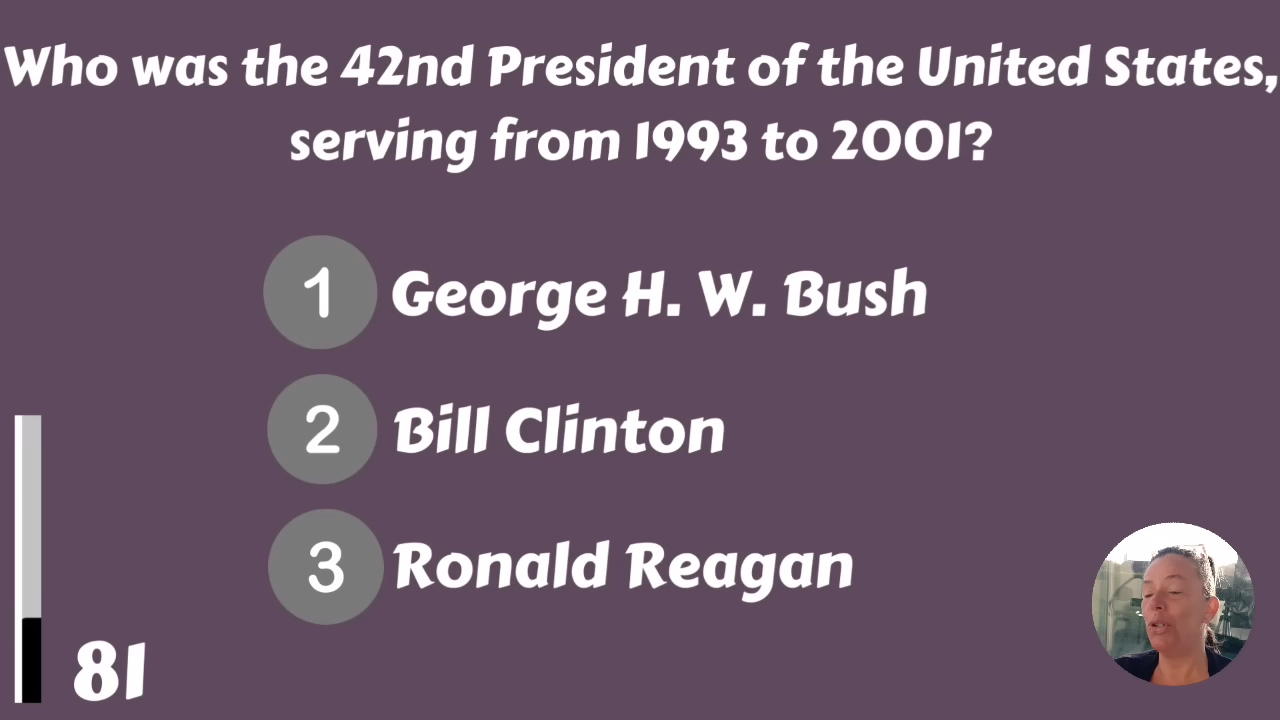 Who was the 42nd President of the United States,
serving from 1993 to 2001?
1 George H. W. Bush
2 Bill Clinton
3 Ronald Reagan
81